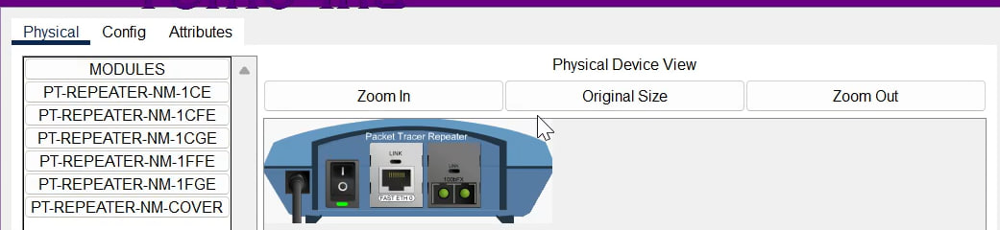 Physical Config Attributes
MODULES
PT-REPEATER-NM-1CE
PT-REPEATER-NM-1CFE
PT-REPEATER-NM-1CGE
PT-REPEATER-NM-1FFE
PT-REPEATER-NM-1FGE
PT-REPEATER-NM-COVER
Physical Device View
Zoom In Original Size Zoom Out
Packet Tracer Repeater
LINK
LINK
100bFX
FAST ETH 0